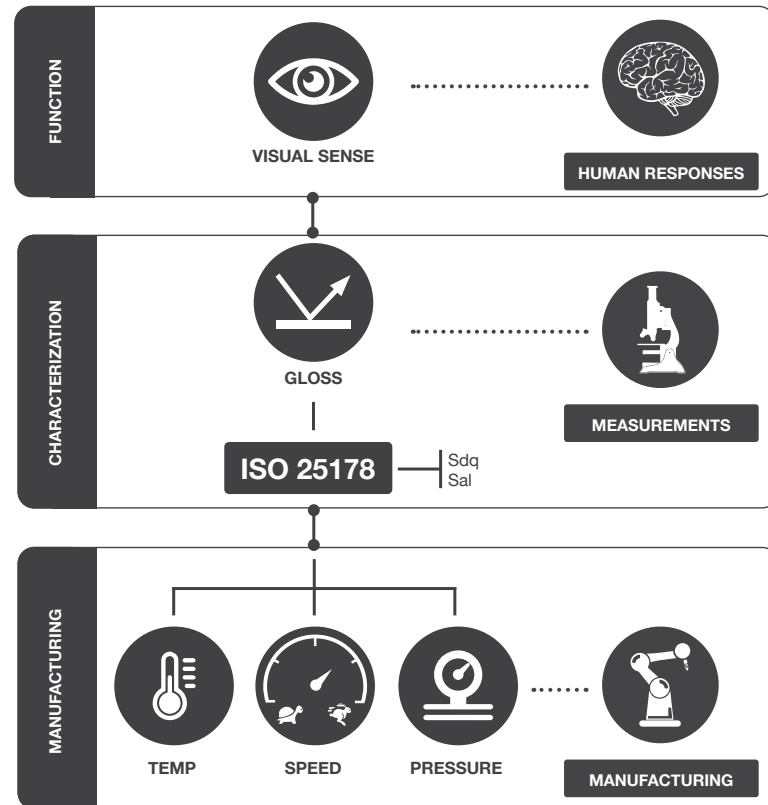 FUNCTION
VISUAL SENSE
HUMAN RESPONSES
CHARACTERIZATION
GLOSS
MEASUREMENTS
ISO 25178
Sdq
Sal
MANUFACTURING
TEMP
SPEED
PRESSURE
MANUFACTURING